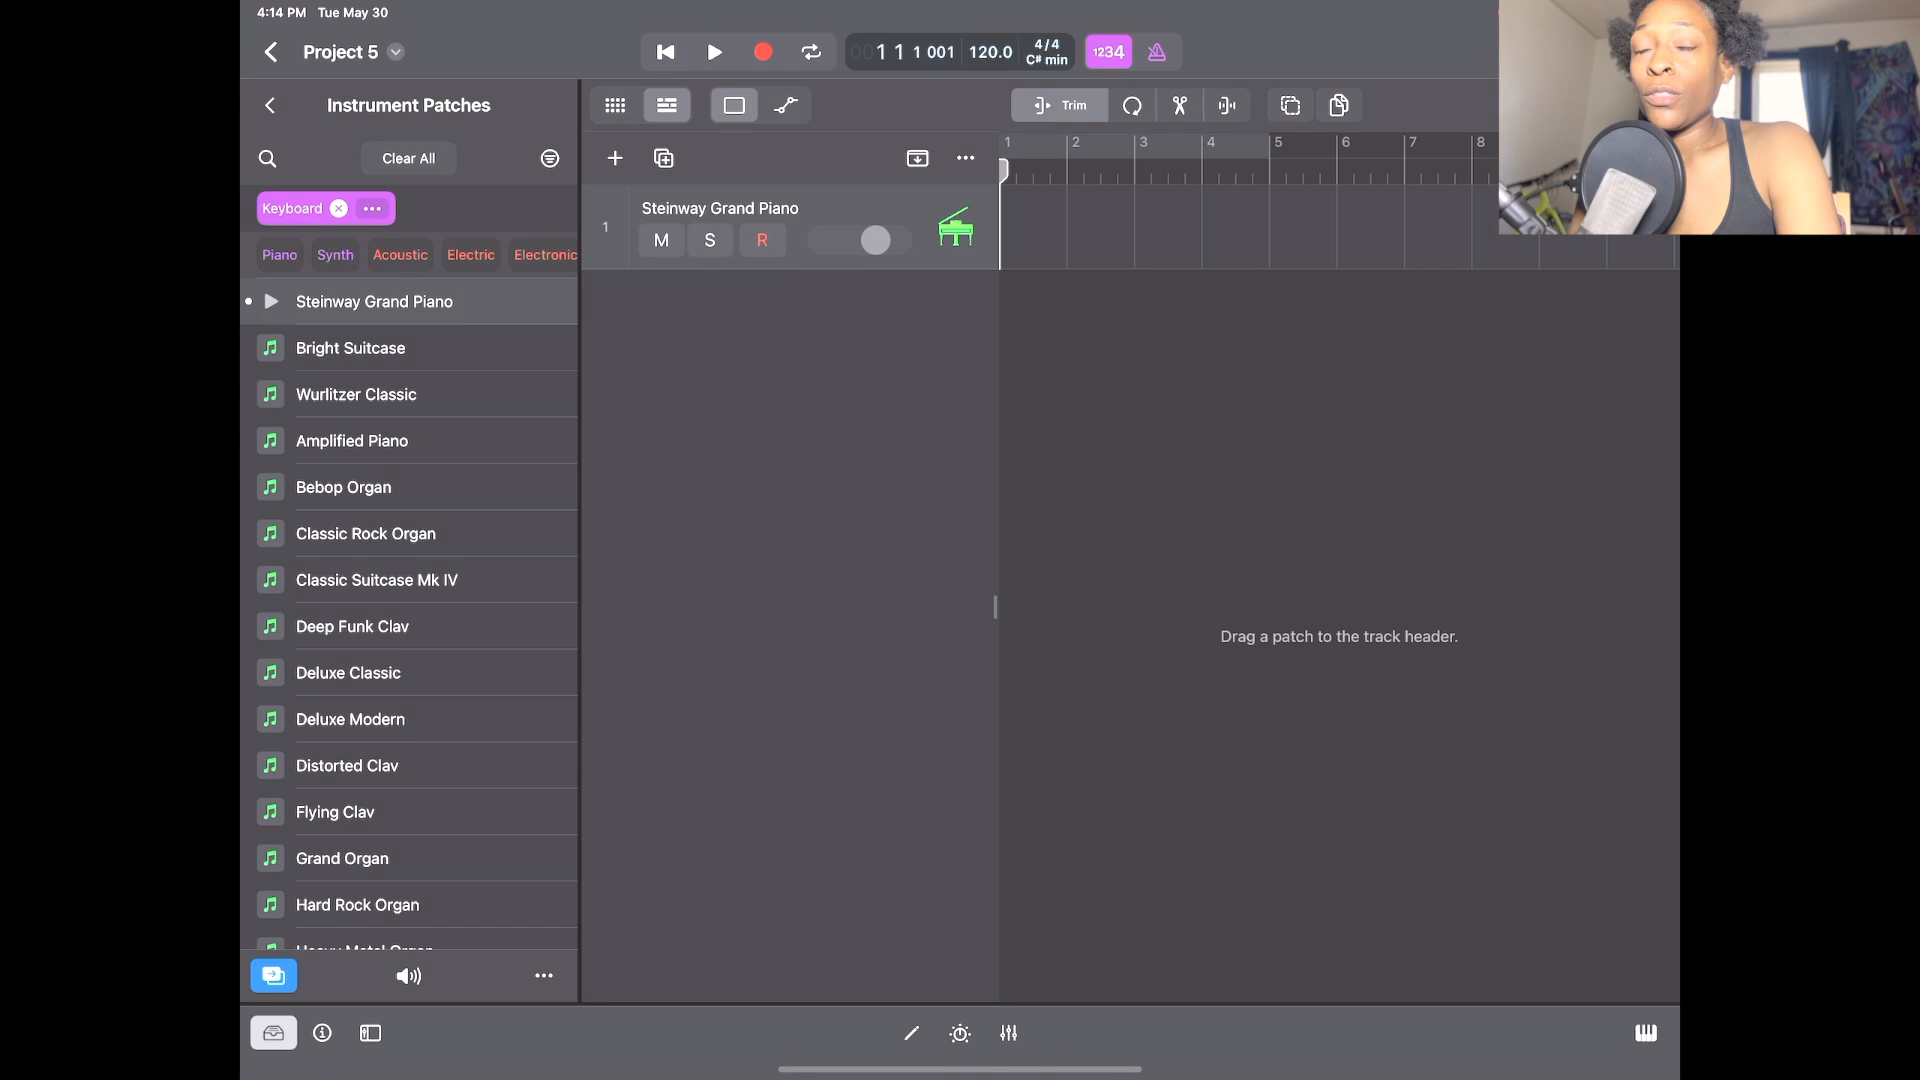 4:14 PM Tue May 30
Project 5
001 1 1 001
120.0
4/4
C# min
1234
Instrument Patches
Trim
Clear All
1 2 3 4 5 6 7 8
Keyboard
1
Steinway Grand Piano
M S R
Piano Synth Acoustic Electric Electronic
Steinway Grand Piano
Bright Suitcase
Wurlitzer Classic
Amplified Piano
Bebop Organ
Classic Rock Organ
Classic Suitcase Mk IV
Deep Funk Clav
Drag a patch to the track header.
Deluxe Classic
Deluxe Modern
Distorted Clav
Flying Clav
Grand Organ
Hard Rock Organ
Heavy Metal Organ